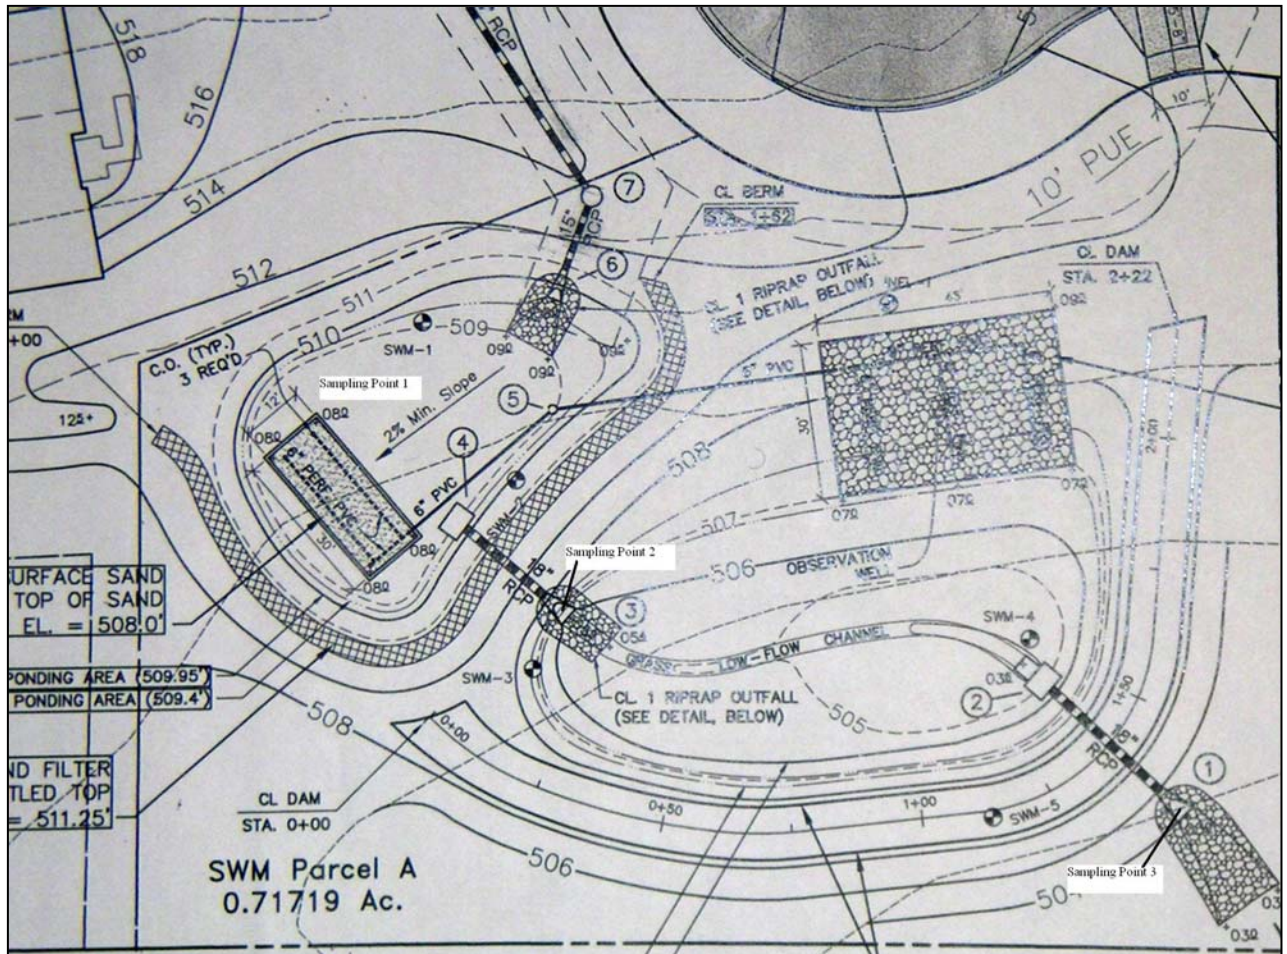 518
516
514
512
511
510
509
RCP
7
15"
RCP
6
CL BERM
10' PUE
10'
CL 1 RIPRAP OUTFALL
(SEE DETAIL, BELOW)
CL DAM
STA. 2+22
+00
C.O. (TYP.)
3 REQ'D
SWM-1
Sampling Point 1
12'
2% Min. Slope
5
4
6" PVC
PERF
PVC
30'
6" PVC
30'
125+
508
507
506
OBSERVATION
WELL
2+00
SWM-2
18"
RCP
Sampling Point 2
3
SURFACE SAND
TOP OF SAND
EL. = 508.0'
SWM-3
GRASS
LOW-FLOW CHANNEL
SWM-4
PONDING AREA (509.95')
PONDING AREA (509.4')
508
CL 1 RIPRAP OUTFALL
(SEE DETAIL, BELOW)
505
2
1+50
18"
RCP
1
0+00
0+50
1+00
SWM-5
ND FILTER
TLED TOP
= 511.25'
CL DAM
STA. 0+00
506
504
Sampling Point 3
SWM Parcel A
0.71719 Ac.